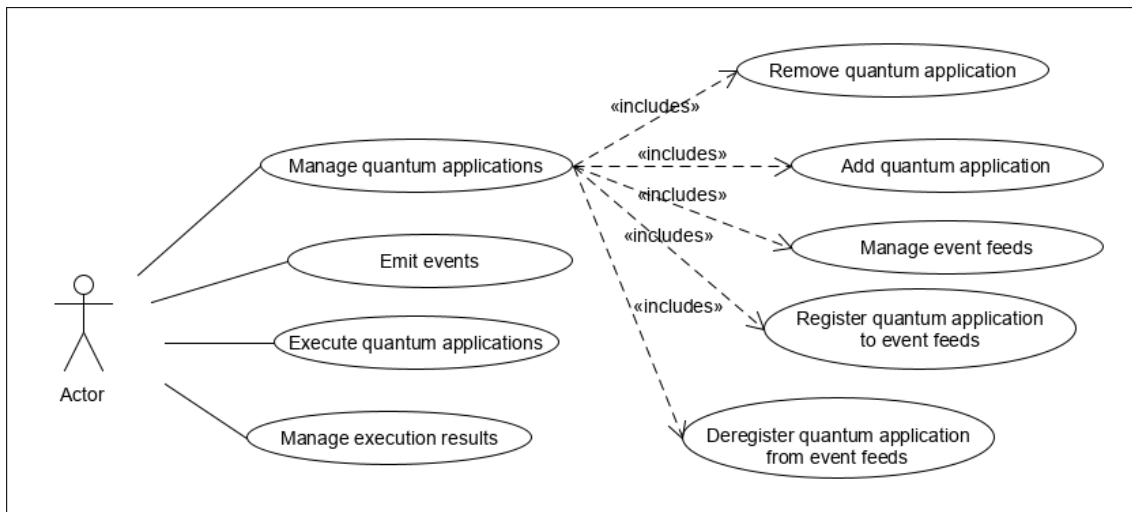 Remove quantum application
«includes»
Manage quantum applications
«includes»
Add quantum application
«includes»
«includes»
Manage event feeds
Emit events
«includes»
Register quantum application
to event feeds
Execute quantum applications
Actor
Manage execution results
Deregister quantum application
from event feeds